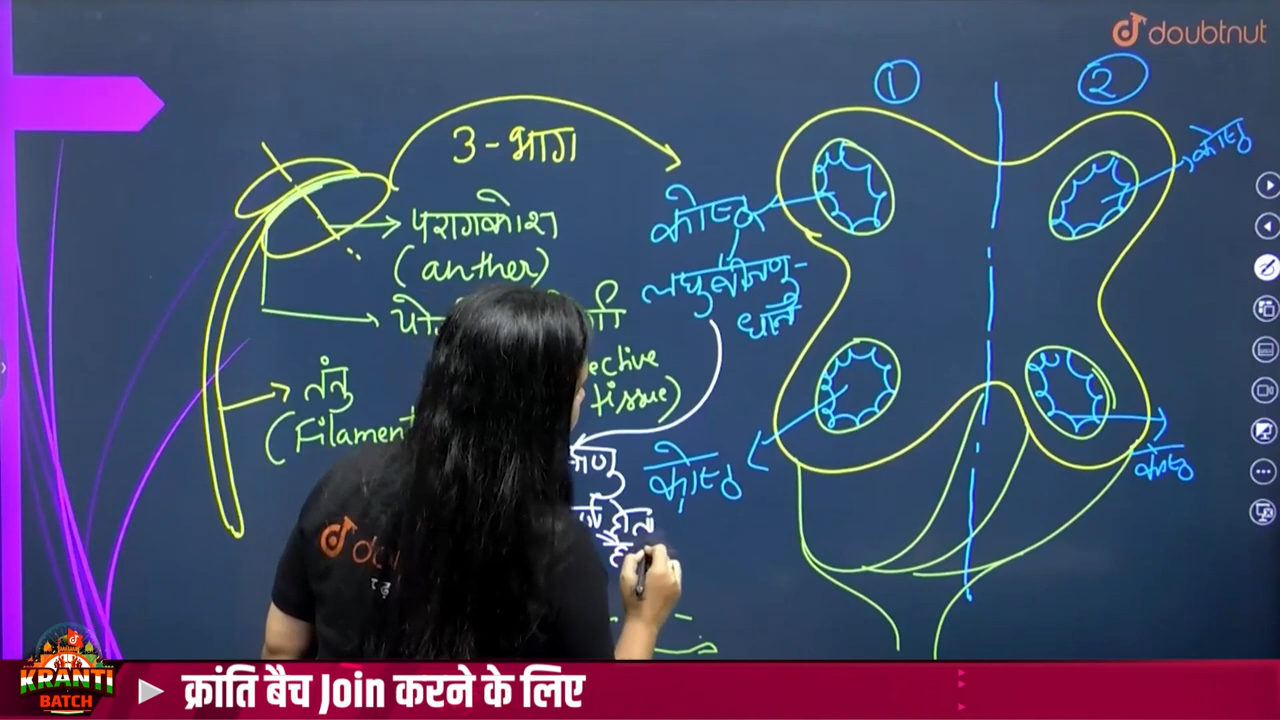 doubtnut
① ②
3-भाग
परागकोश
(anther)
तंतु
(Filament
ective
tissue)
कोष्ठ
लघुबीजाणु-
धानी
कोष्ठ
कोष्ठ
कोष्ठ
KRANTI
BATCH
क्रांति बैच Join करने के लिए